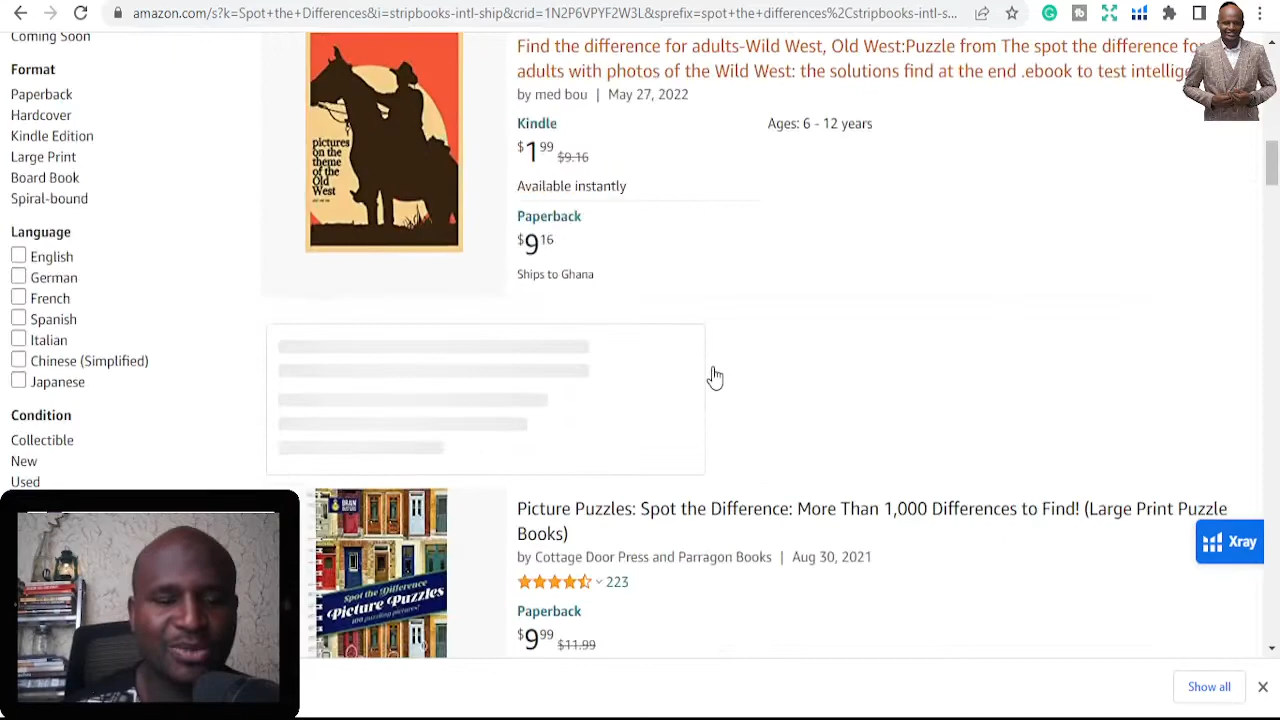 amazon.com/s?k=Spot+the+Differences&i=stripbooks-intl-ship&crid=1N2P6VPYF2W3L&sprefix=spot+the+differences%2Cstripbooks-intl-s...
Coming Soon
Format
Paperback
Hardcover
Kindle Edition
Large Print
Board Book
Spiral-bound
Language
English
German
French
Spanish
Italian
Chinese (Simplified)
Japanese
Condition
Collectible
New
Used
pictures
on the
theme
of the
Old
West
Find the difference for adults-Wild West, Old West:Puzzle from The spot the difference fo
adults with photos of the Wild West: the solutions find at the end .ebook to test intellig
by med bou | May 27, 2022
Kindle
$1 99 $9.16
Available instantly
Paperback
$9 16
Ships to Ghana
Ages: 6 - 12 years
Spot the Difference
Picture Puzzles
100 puzzling pictures!
Picture Puzzles: Spot the Difference: More Than 1,000 Differences to Find! (Large Print Puzzle
Books)
by Cottage Door Press and Parragon Books | Aug 30, 2021
223
Paperback
$9 99 $11.99
Xray
Show all